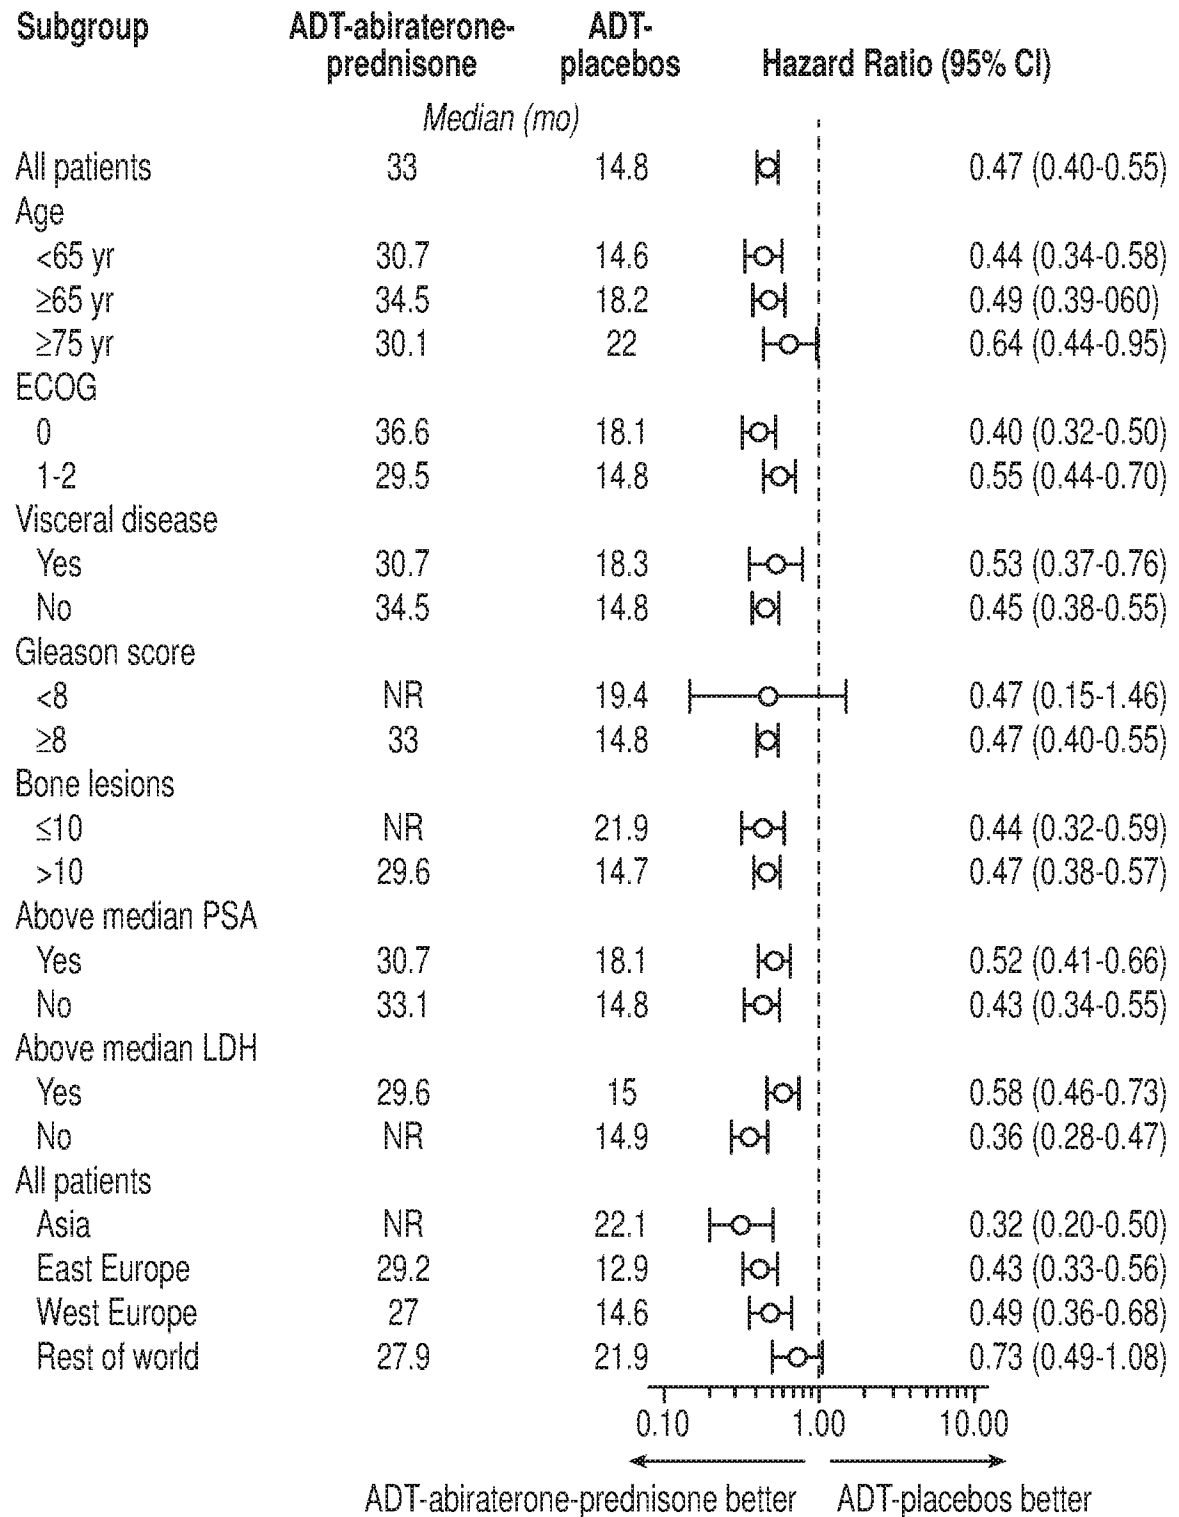 Subgroup ADT-abiraterone-prednisone ADT-placebos Hazard Ratio (95% CI)
Median (mo)
All patients 33 14.8 0.47 (0.40-0.55)
Age
<65 yr 30.7 14.6 0.44 (0.34-0.58)
≥65 yr 34.5 18.2 0.49 (0.39-060)
≥75 yr 30.1 22 0.64 (0.44-0.95)
ECOG
0 36.6 18.1 0.40 (0.32-0.50)
1-2 29.5 14.8 0.55 (0.44-0.70)
Visceral disease
Yes 30.7 18.3 0.53 (0.37-0.76)
No 34.5 14.8 0.45 (0.38-0.55)
Gleason score
<8 NR 19.4 0.47 (0.15-1.46)
≥8 33 14.8 0.47 (0.40-0.55)
Bone lesions
≤10 NR 21.9 0.44 (0.32-0.59)
>10 29.6 14.7 0.47 (0.38-0.57)
Above median PSA
Yes 30.7 18.1 0.52 (0.41-0.66)
No 33.1 14.8 0.43 (0.34-0.55)
Above median LDH
Yes 29.6 15 0.58 (0.46-0.73)
No NR 14.9 0.36 (0.28-0.47)
All patients
Asia NR 22.1 0.32 (0.20-0.50)
East Europe 29.2 12.9 0.43 (0.33-0.56)
West Europe 27 14.6 0.49 (0.36-0.68)
Rest of world 27.9 21.9 0.73 (0.49-1.08)
0.10 1.00 10.00
ADT-abiraterone-prednisone better ADT-placebos better